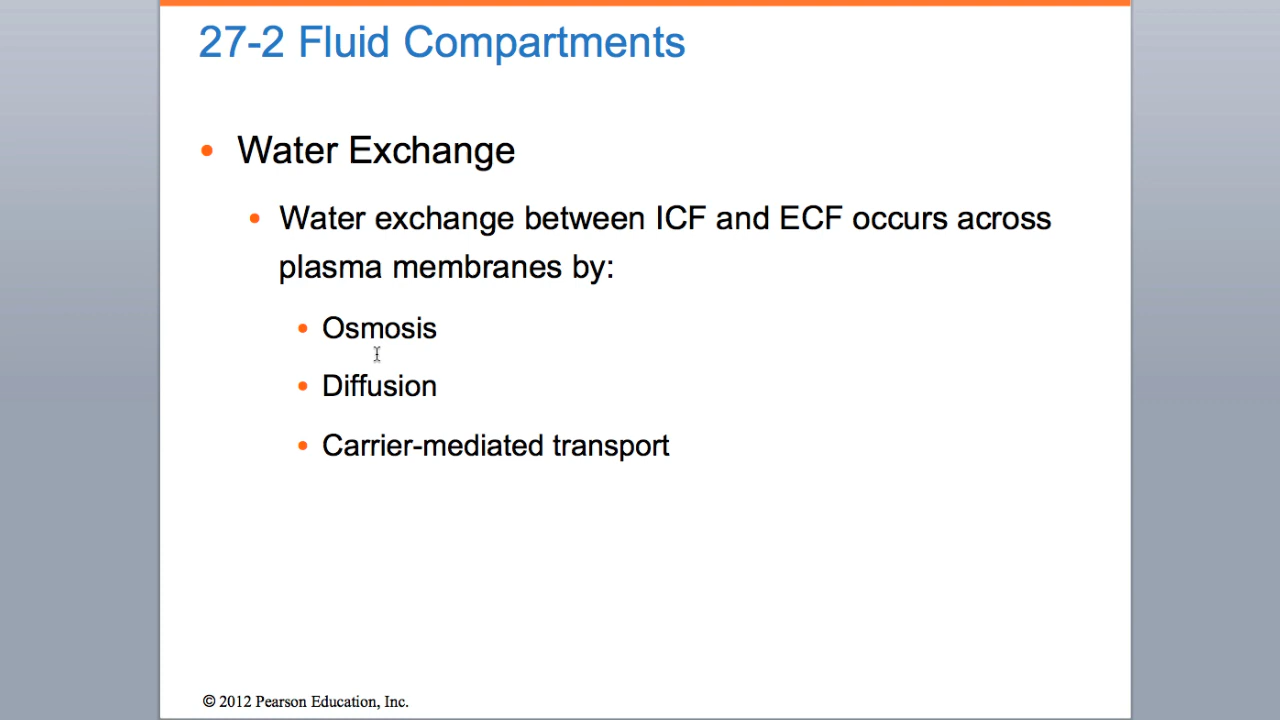 27-2 Fluid Compartments
• Water Exchange
• Water exchange between ICF and ECF occurs across
plasma membranes by:
• Osmosis
• Diffusion
• Carrier-mediated transport
© 2012 Pearson Education, Inc.